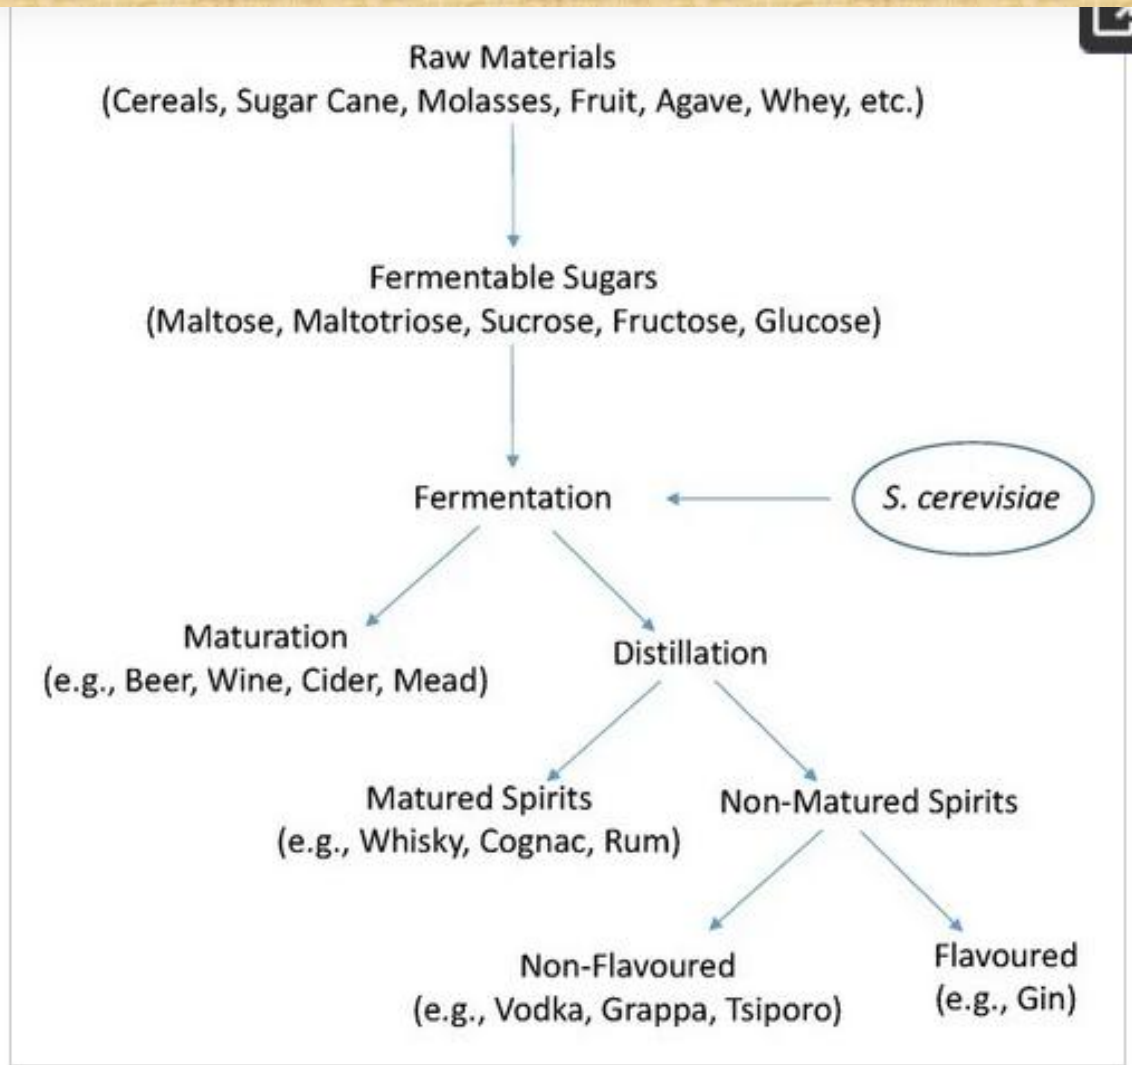 Raw Materials
(Cereals, Sugar Cane, Molasses, Fruit, Agave, Whey, etc.)
Fermentable Sugars
(Maltose, Maltotriose, Sucrose, Fructose, Glucose)
Fermentation
S. cerevisiae
Maturation
(e.g., Beer, Wine, Cider, Mead)
Distillation
Matured Spirits
(e.g., Whisky, Cognac, Rum)
Non-Matured Spirits
Non-Flavoured
(e.g., Vodka, Grappa, Tsiporo)
Flavoured
(e.g., Gin)